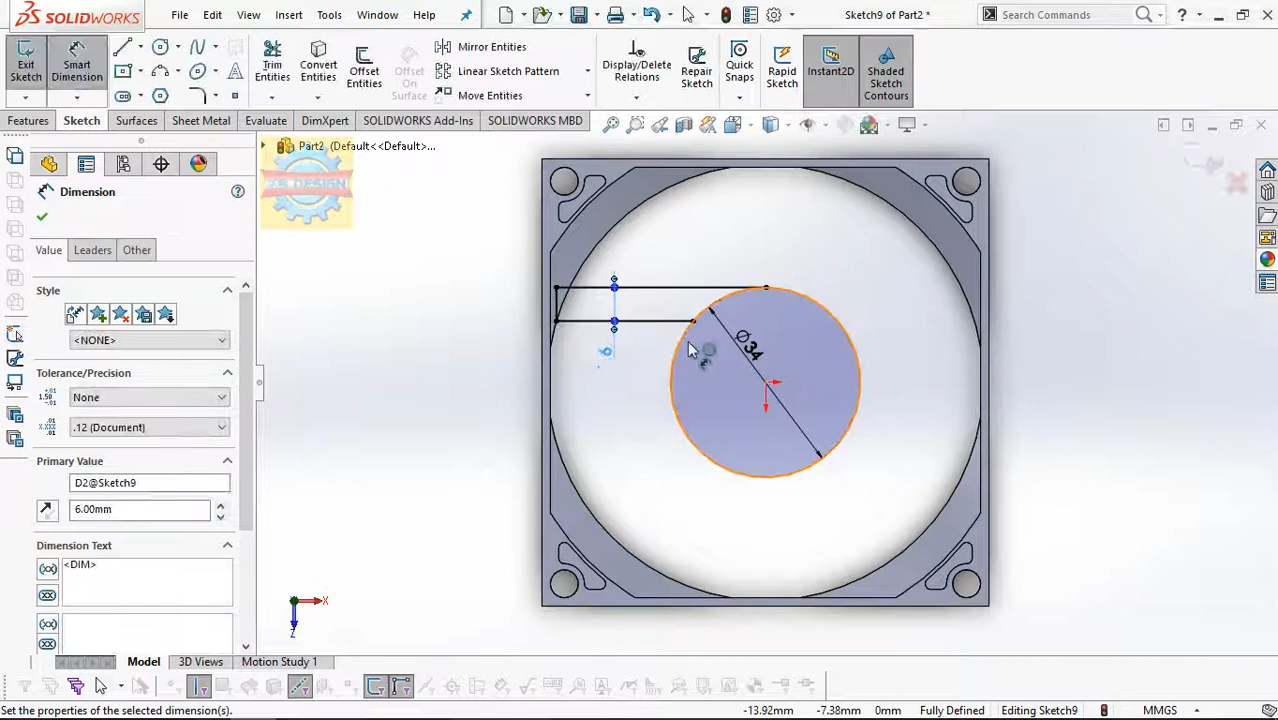 SOLIDWORKS
File
Edit
View
Insert
Tools
Window
Help
Sketch9 of Part2 *
Search Commands
?
Exit Sketch
Smart Dimension
Trim Entities
Convert Entities
Offset Entities
Offset On Surface
Mirror Entities
Linear Sketch Pattern
Move Entities
Display/Delete Relations
Repair Sketch
Quick Snaps
Rapid Sketch
Instant2D
Shaded Sketch Contours
Features
Sketch
Surfaces
Sheet Metal
Evaluate
DimXpert
SOLIDWORKS Add-Ins
SOLIDWORKS MBD
Part2 (Default<<Default>...
Dimension
Value
Leaders
Other
Style
<NONE>
Tolerance/Precision
None
.12 (Document)
Primary Value
D2@Sketch9
6.00mm
Dimension Text
<DIM>
6
Ø34
X
Z
Model
3D Views
Motion Study 1
Set the properties of the selected dimension(s).
-13.92mm
-7.38mm
0mm
Fully Defined
Editing Sketch9
MMGS